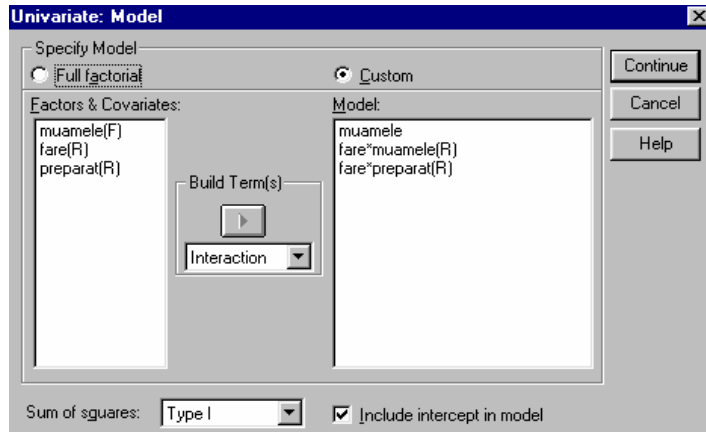 Univariate: Model
Specify Model
Full factorial
Custom
Continue
Cancel
Help
Factors & Covariates:
muamele(F)
fare(R)
preparat(R)
Build Term(s)
Interaction
Model:
muamele
fare*muamele(R)
fare*preparat(R)
Sum of squares:
Type I
Include intercept in model